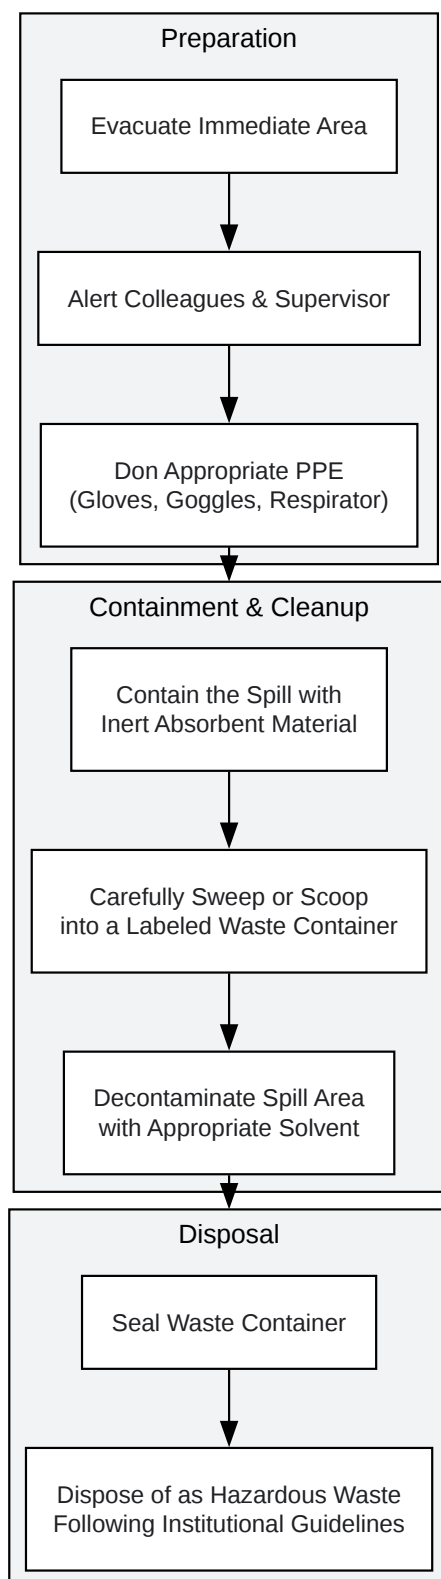 Preparation
Evacuate Immediate Area
Alert Colleagues & Supervisor
Don Appropriate PPE
(Gloves, Goggles, Respirator)
Containment & Cleanup
Contain the Spill with
Inert Absorbent Material
Carefully Sweep or Scoop
into a Labeled Waste Container
Decontaminate Spill Area
with Appropriate Solvent
Disposal
Seal Waste Container
Dispose of as Hazardous Waste
Following Institutional Guidelines